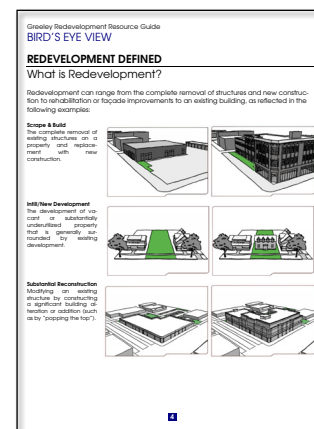 Greeley Redevelopment Resource Guide
BIRD'S EYE VIEW
REDEVELOPMENT DEFINED
What is Redevelopment?
Redevelopment can range from the complete removal of structures and new construc-
tion to rehabilitation or façade improvements to an existing building, as reflected in the
following examples:
Scrape & Build
The complete removal of
existing structures on a
property and replace-
ment with new
construction.
Infill/New Development
The development of va-
cant or substantially
underutilized property
that is generally sur-
rounded by existing
development.
Substantial Reconstruction
Modifying an existing
structure by constructing
a significant building al-
teration or addition (such
as by "popping the top").
4